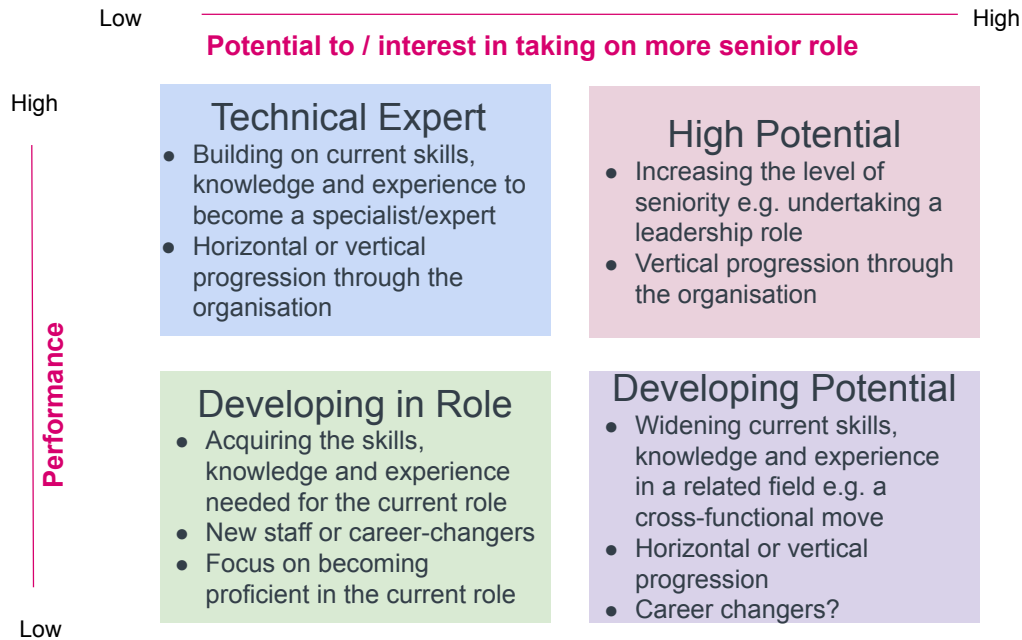 Low
High
Potential to / interest in taking on more senior role
High
Performance
Low
Technical Expert
● Building on current skills,
knowledge and experience to
become a specialist/expert
● Horizontal or vertical
progression through the
organisation
High Potential
● Increasing the level of
seniority e.g. undertaking a
leadership role
● Vertical progression through
the organisation
Developing in Role
● Acquiring the skills,
knowledge and experience
needed for the current role
● New staff or career-changers
● Focus on becoming
proficient in the current role
Developing Potential
● Widening current skills,
knowledge and experience
in a related field e.g. a
cross-functional move
● Horizontal or vertical
progression
● Career changers?